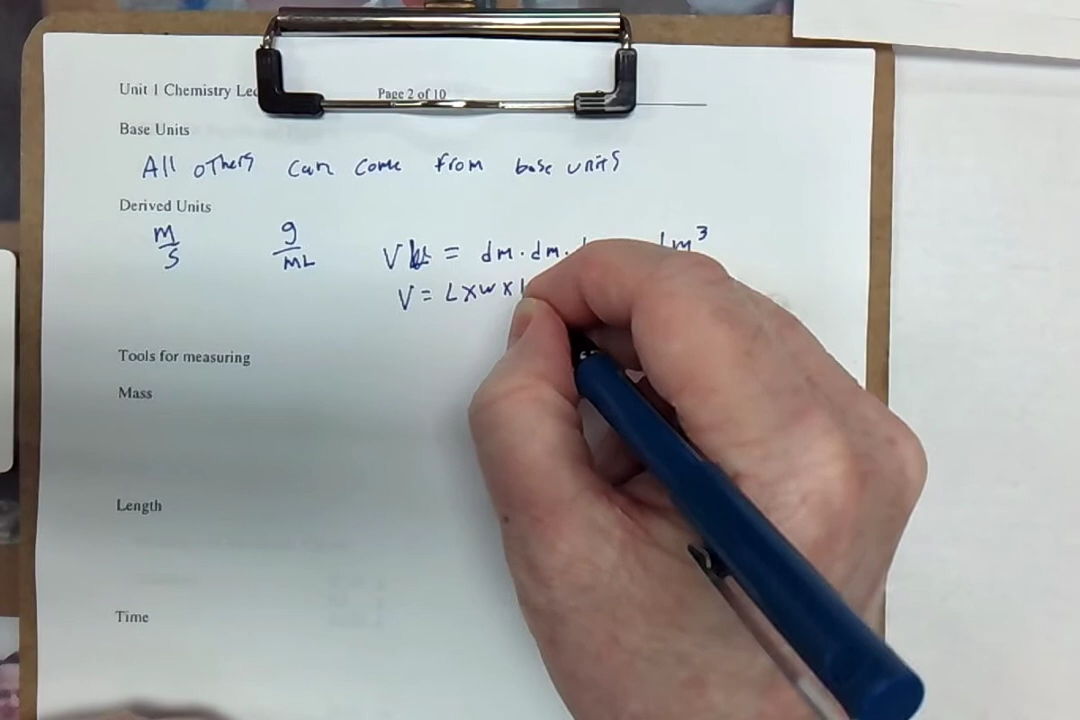 Unit 1 Chemistry Page 2 of 10
Base Units
All others can come from base units
Derived Units
m/s g/mL V = dm·dm· dm³
V = L x w x
Tools for measuring
Mass
Length
Time